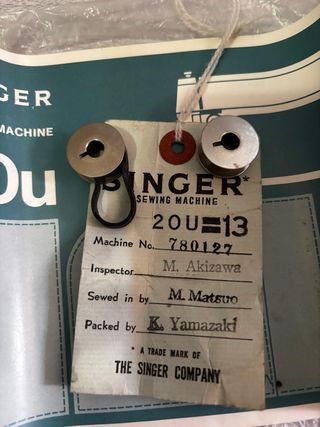 GER
MACHINE
0u
SINGER*
SEWING MACHINE
20U=13
Machine No. 780127
Inspector M. Akizawa
Sewed in by M. Matsuo
Packed by K. Yamazaki
* A TRADE MARK OF
THE SINGER COMPANY